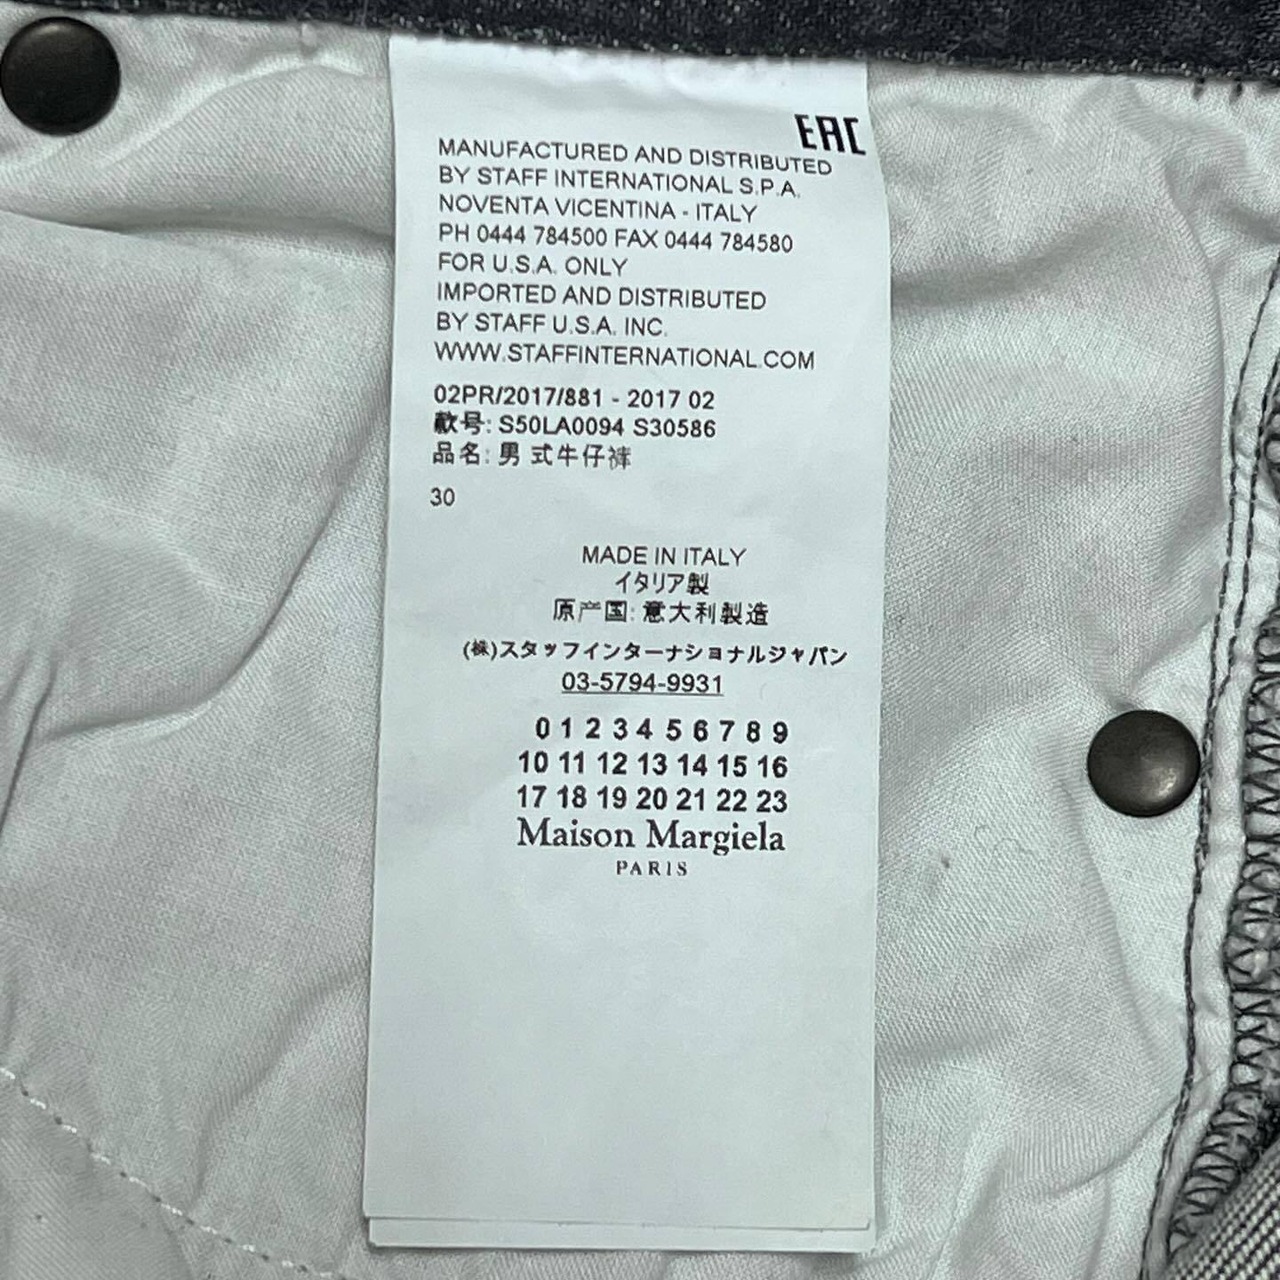 EAC
MANUFACTURED AND DISTRIBUTED
BY STAFF INTERNATIONAL S.P.A.
NOVENTA VICENTINA - ITALY
PH 0444 784500 FAX 0444 784580
FOR U.S.A. ONLY
IMPORTED AND DISTRIBUTED
BY STAFF U.S.A. INC.
WWW.STAFFINTERNATIONAL.COM
02PR/2017/881 - 2017 02
款号: S50LA0094 S30586
品名: 男式牛仔裤
30
MADE IN ITALY
イタリア製
原产国: 意大利製造
(株)スタッフインターナショナルジャパン
03-5794-9931
0 1 2 3 4 5 6 7 8 9
10 11 12 13 14 15 16
17 18 19 20 21 22 23
Maison Margiela
PARIS